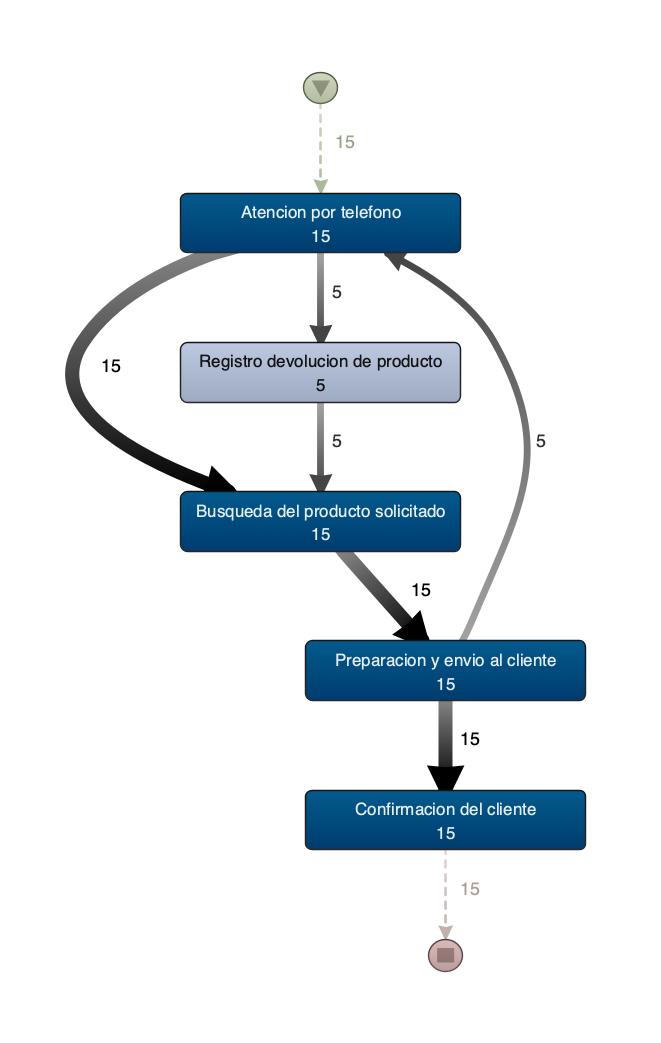 15
Atencion por telefono
15
5
15
Registro devolucion de producto
5
5
5
Busqueda del producto solicitado
15
15
Preparacion y envio al cliente
15
15
Confirmacion del cliente
15
15